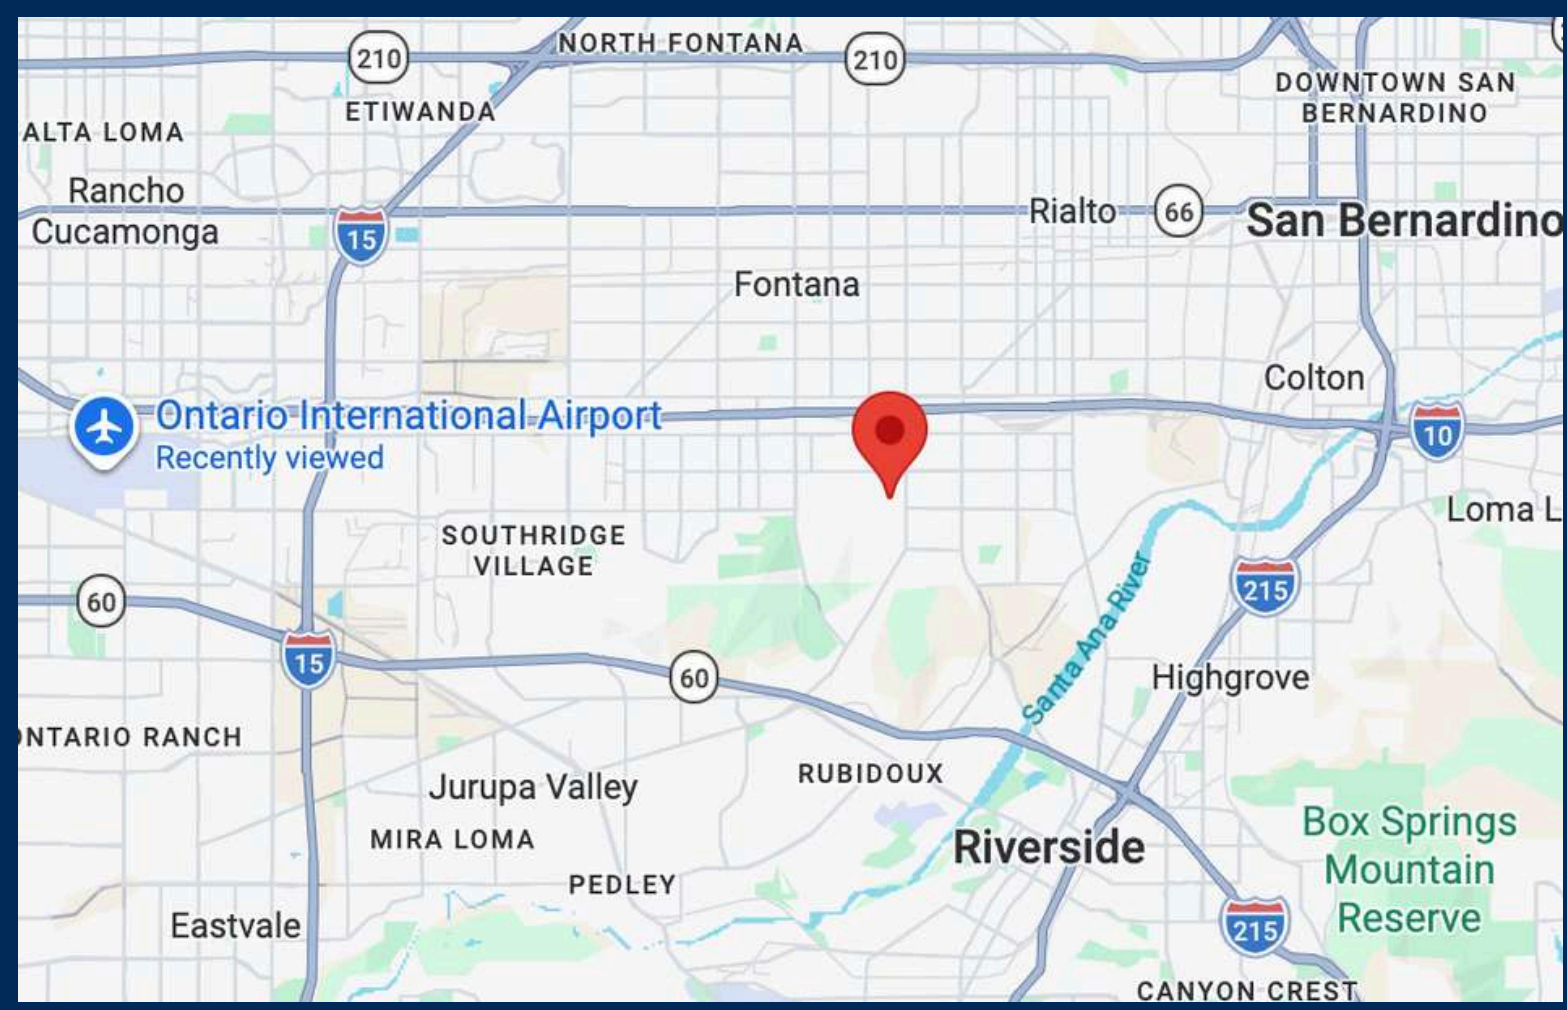 NORTH FONTANA
210
210
DOWNTOWN SAN
BERNARDINO
ETIWANDA
ALTA LOMA
Rancho
Cucamonga
15
Rialto
66
San Bernardino
Fontana
Colton
Ontario International Airport
Recently viewed
10
Loma L
SOUTHRIDGE
VILLAGE
Santa Ana River
215
60
15
60
Highgrove
ONTARIO RANCH
RUBIDOUX
Jurupa Valley
MIRA LOMA
Riverside
Box Springs
Mountain
Reserve
PEDLEY
Eastvale
215
CANYON CREST